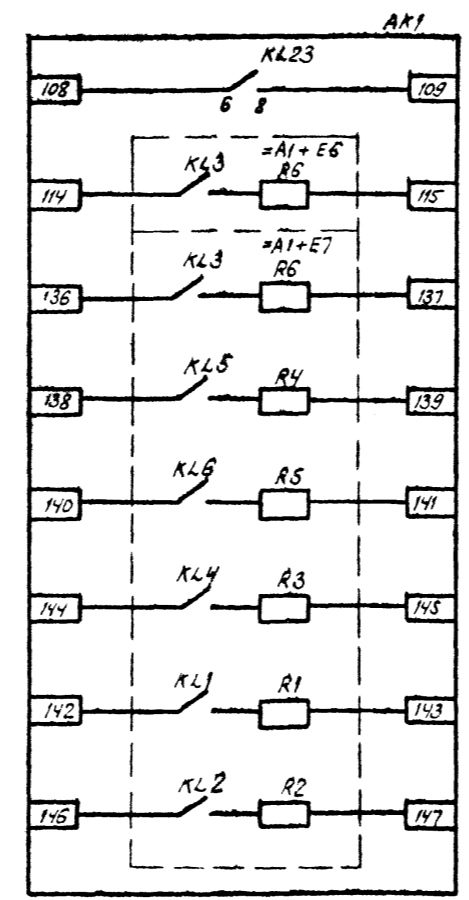 AK1
KL23
108 109
6 8
=A1+E6
KL3 R6
114 115
=A1+E7
KL3 R6
136 137
KL5 R4
138 139
KL6 R5
140 141
KL4 R3
144 145
KL1 R1
142 143
KL2 R2
146 147